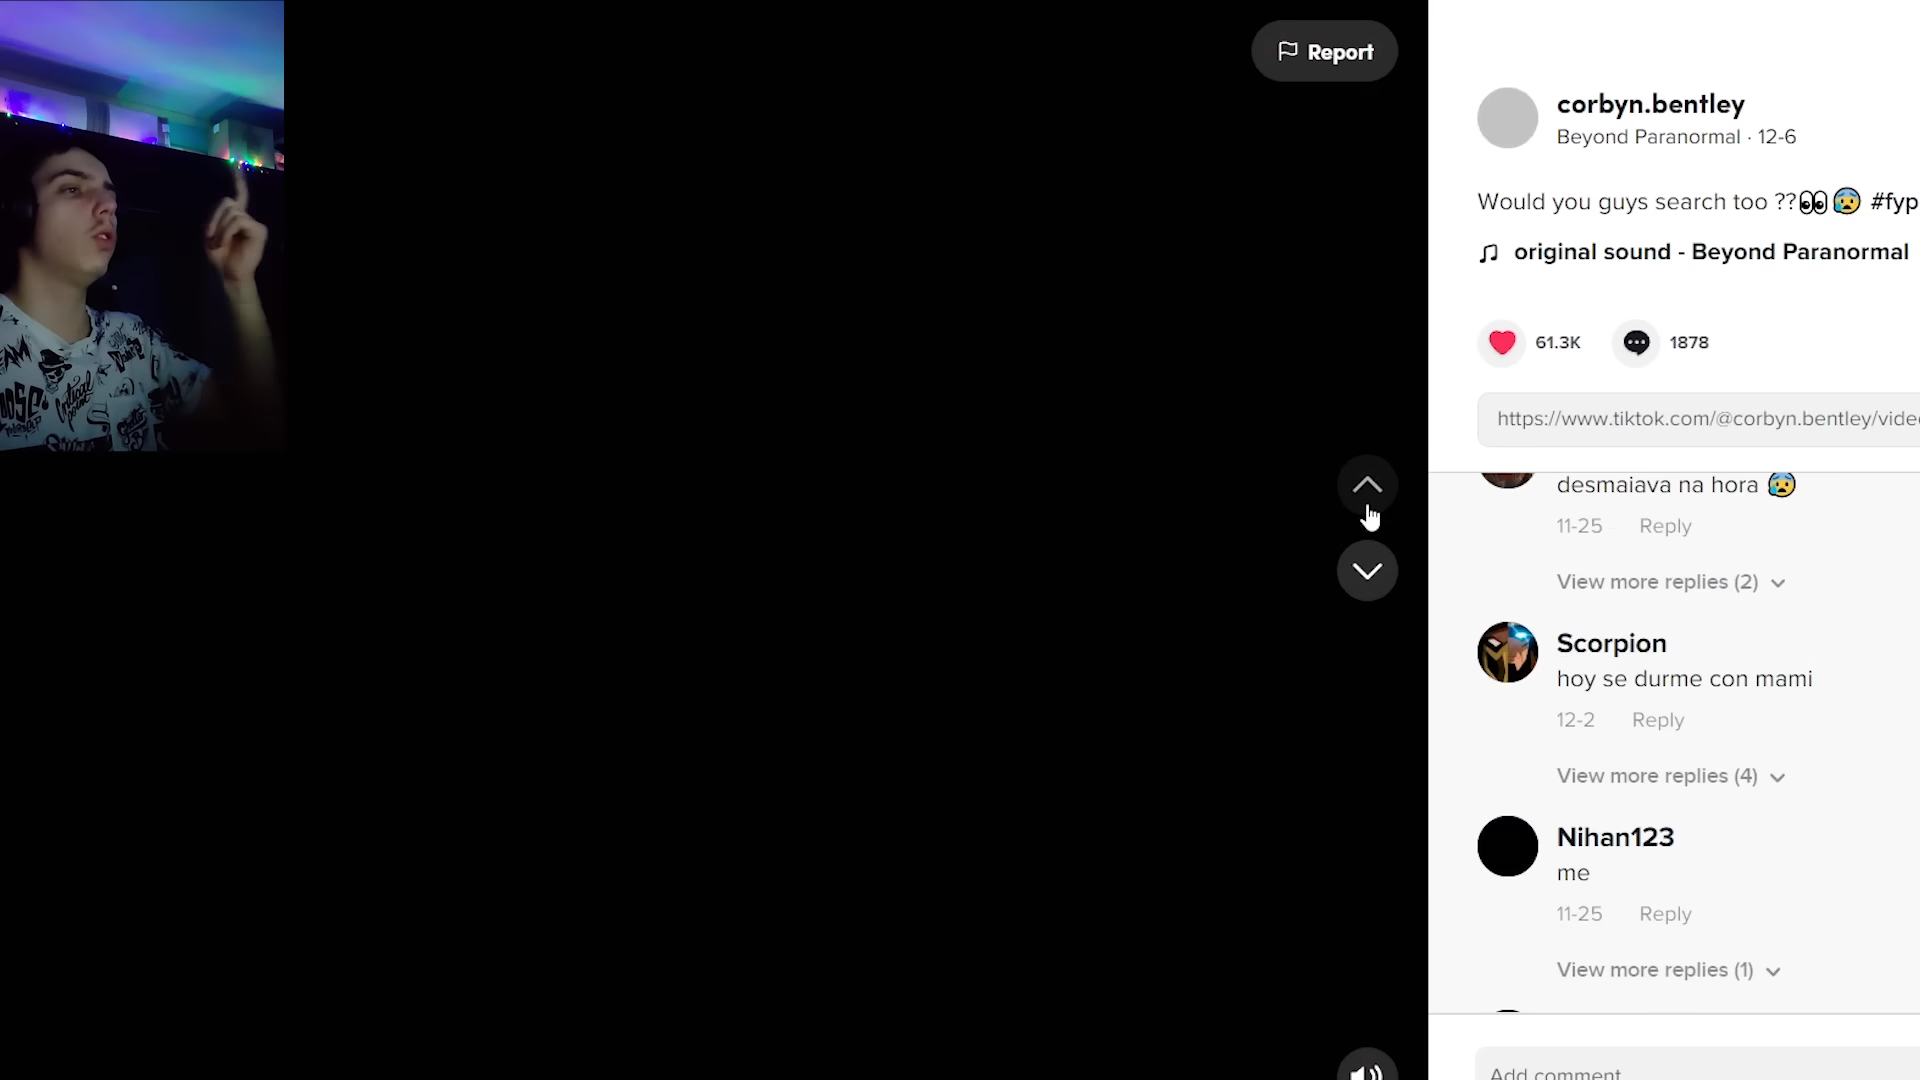 Report
corbyn.bentley
Beyond Paranormal · 12-6
Would you guys search too ??👀😰 #fyp
original sound - Beyond Paranormal
61.3K
1878
https://www.tiktok.com/@corbyn.bentley/vide
desmaiava na hora 😰
11-25 Reply
View more replies (2)
Scorpion
hoy se durme con mami
12-2 Reply
View more replies (4)
Nihan123
me
11-25 Reply
View more replies (1)
Add comment
Critical
point